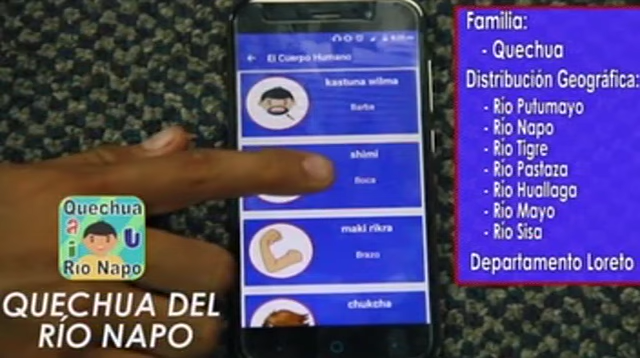 El Cuerpo Humano
kastuna wilma
Barba
shimi
Boca
maki rikra
Brazo
chukcha
Quechua
a
i
U
Río Napo
QUECHUA DEL
RÍO NAPO
Familia:
- Quechua
Distribución Geográfica:
- Río Putumayo
- Río Napo
- Río Tigre
- Río Pastaza
- Río Huallaga
- Río Mayo
- Río Sisa
Departamento Loreto